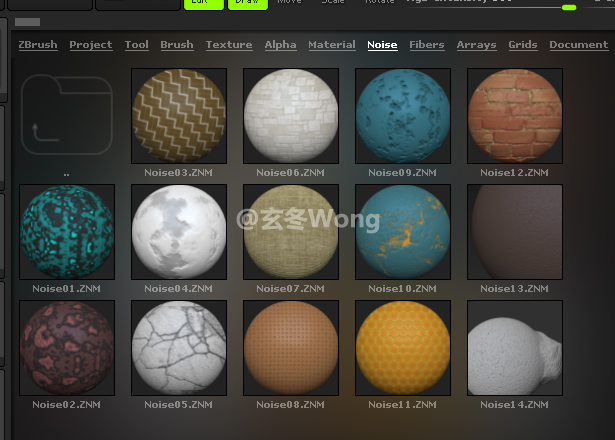 Edit Draw Move Scale Rotate
ZBrush Project Tool Brush Texture Alpha Material Noise Fibers Arrays Grids Document
.. Noise03.ZNM Noise06.ZNM Noise09.ZNM Noise12.ZNM
@玄冬Wong
Noise01.ZNM Noise04.ZNM Noise07.ZNM Noise10.ZNM Noise13.ZNM
Noise02.ZNM Noise05.ZNM Noise08.ZNM Noise11.ZNM Noise14.ZNM